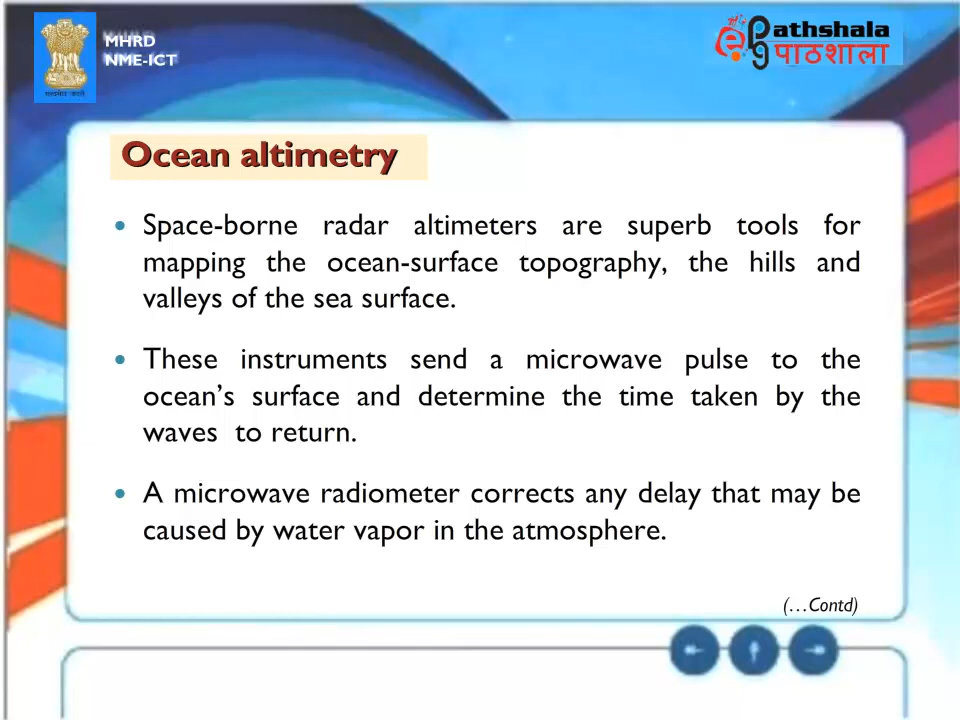 MHRD
NME-ICT
Pathshala
पाठशाला
Ocean altimetry
• Space-borne radar altimeters are superb tools for
mapping the ocean-surface topography, the hills and
valleys of the sea surface.
• These instruments send a microwave pulse to the
ocean's surface and determine the time taken by the
waves to return.
• A microwave radiometer corrects any delay that may be
caused by water vapor in the atmosphere.
(…Contd)